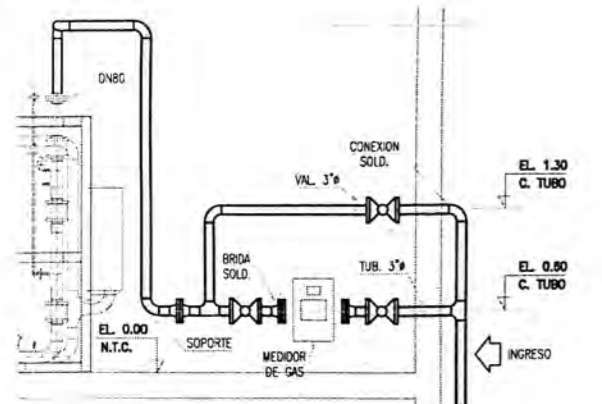 DN80
CONEXION
SOLD.
VAL. 3"ø
EL. 1.30
C. TUBO
BRIDA
SOLD.
TUB. 3"ø
EL. 0.60
C. TUBO
EL. 0.00
N.T.C.
SOPORTE
MEDIDOR
DE GAS
INGRESO